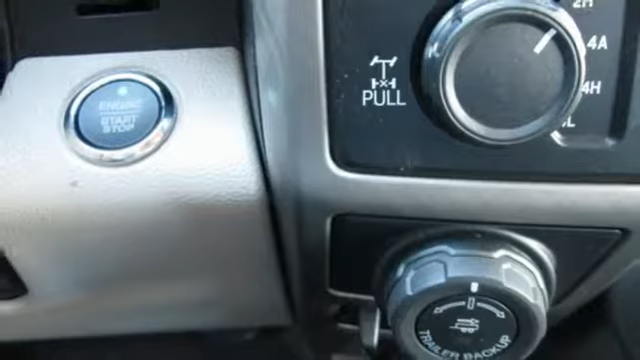 ENGINE
START
STOP
PULL
2H
4A
4H
TRAILER BACKUP